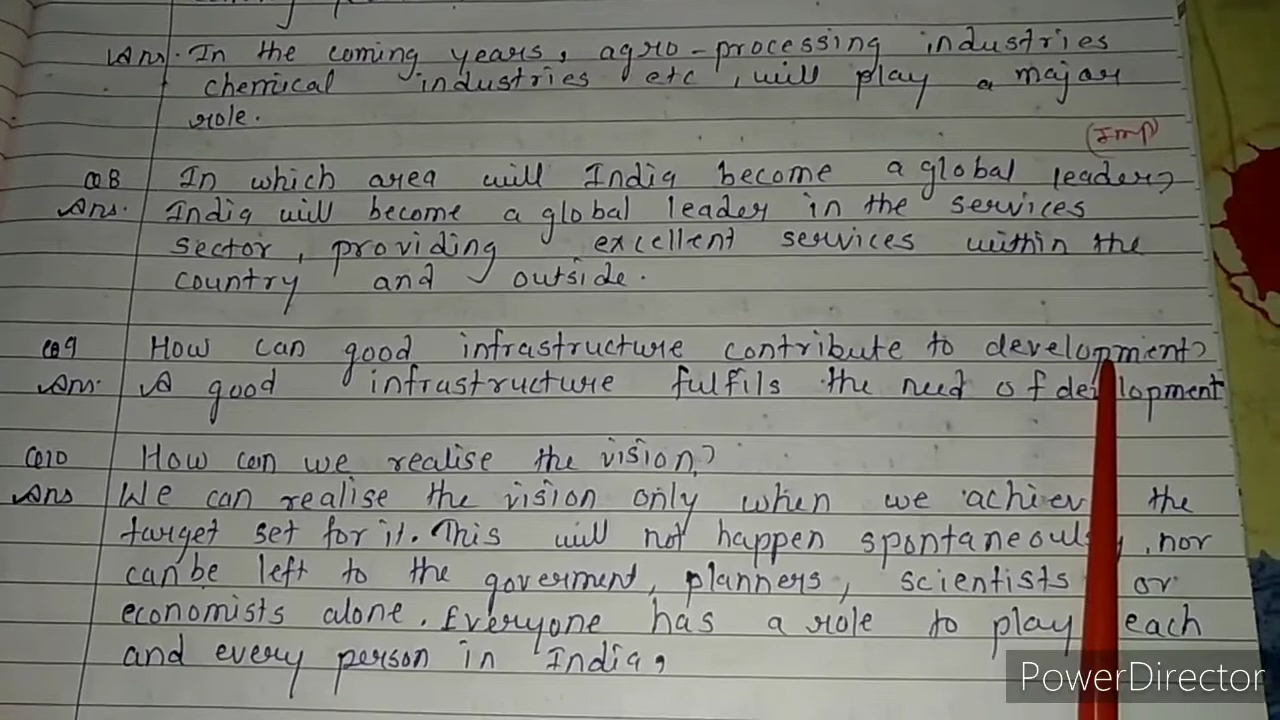 Ans. In the coming years, agro-processing industries
chemical industries etc, will play a major
role.
(Imp)
Q8 In which area will India become a global leader?
Ans. India will become a global leader in the services
sector, providing excellent services within the
country and outside.
Q9 How can good infrastructure contribute to development?
Ans. A good infrastructure fulfils the need of development
Q10 How can we realise the vision?
Ans We can realise the vision only when we achiev the
target set for it. This will not happen spontaneously, nor
can be left to the goverment, planners, scientists or
economists alone. Everyone has a role to play each
and every person in India,
PowerDirector